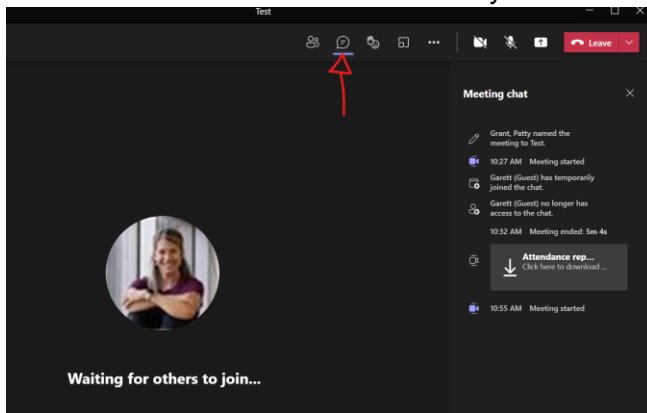 Test
Leave
Meeting chat
Grant, Patty named the
meeting to Test.
10:27 AM Meeting started
Garett (Guest) has temporarily
joined the chat.
Garett (Guest) no longer has
access to the chat.
10:32 AM Meeting ended: 5m 4s
Attendance rep...
Click here to download ...
10:55 AM Meeting started
Waiting for others to join...